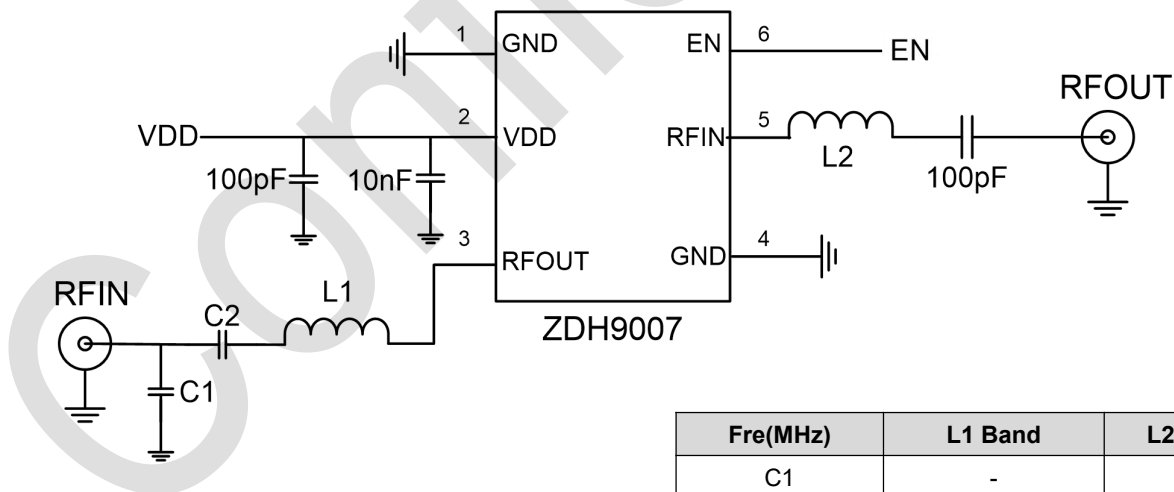 1 GND EN 6 EN
VDD 2 VDD RFIN 5 L2 100pF RFOUT
100pF 10nF
3 RFOUT GND 4
ZDH9007
RFIN C2 L1
C1
Fre(MHz) L1 Band L2
C1 -